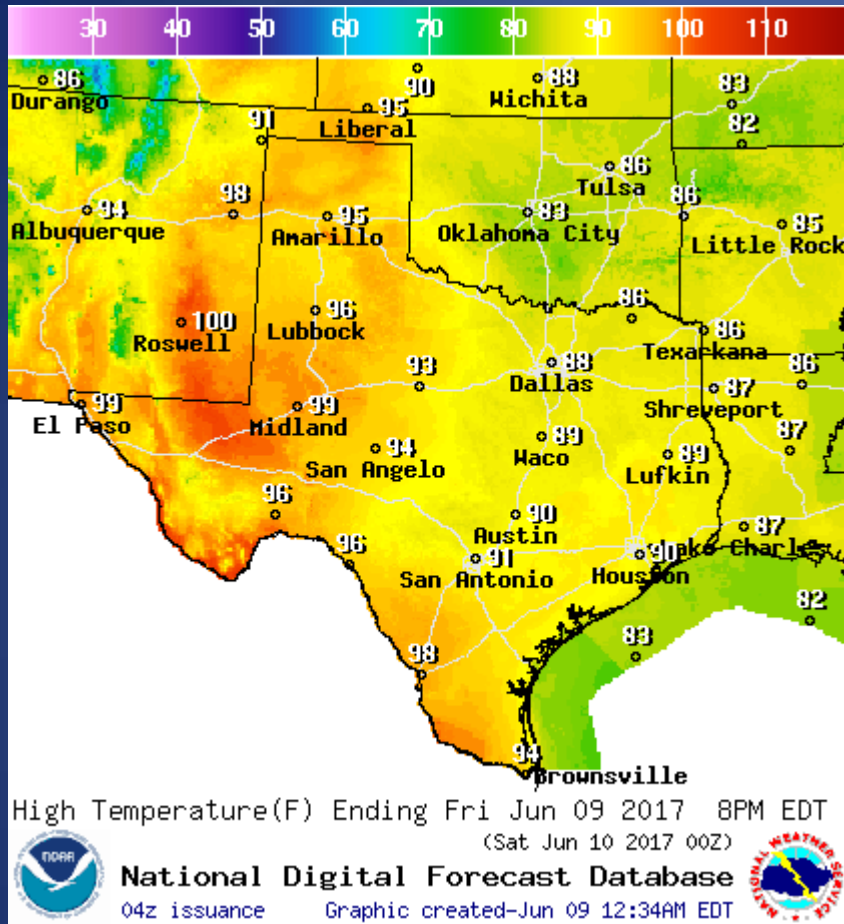 30 40 50 60 70 80 90 100 110
86
Durango
90
88
Wichita
83
95
Liberal
91
82
86
Tulsa
94
Albuquerque
98
95
Amarillo
83
Oklahoma City
86
85
Little Rock
100
Roswell
96
Lubbock
86
86
Texarkana
93
88
Dallas
86
87
Shreveport
99
El Paso
99
Midland
94
San Angelo
89
Waco
89
Lufkin
87
96
90
Austin
87
Lake Charles
96
91
San Antonio
90
Houston
82
98
83
94
Brownsville
High Temperature(F) Ending Fri Jun 09 2017 8PM EDT
(Sat Jun 10 2017 00Z)
NOAA
National Digital Forecast Database
04z issuance Graphic created-Jun 09 12:34AM EDT
NATIONAL WEATHER SERVICE